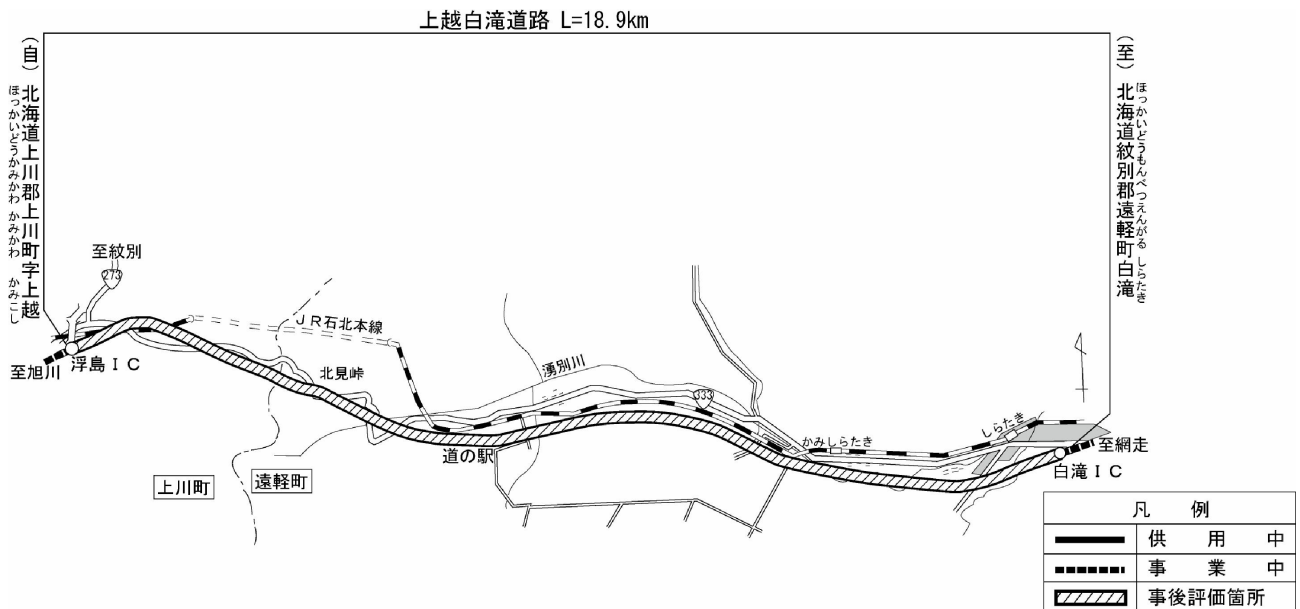 上越白滝道路 L=18.9km
（自）北海道上川郡上川町字上越
ほっかいどうかみかわ かみかわ かみこし
（至）北海道紋別郡遠軽町白滝
ほっかいどうもんべつえんがる しらたき
至紋別
273
JR石北本線
至旭川
浮島IC
北見峠
湧別川
333
道の駅
かみしらたき
しらたき
至網走
白滝IC
上川町
遠軽町
凡 例
供 用 中
事 業 中
事後評価箇所